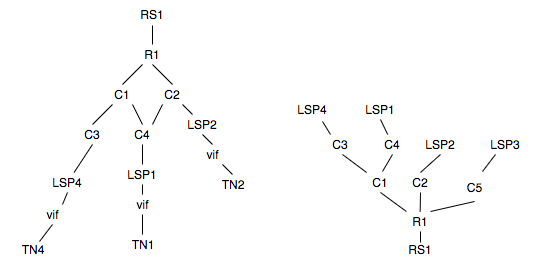 RS1
R1
C1 C2
C3 C4 LSP2
vif
LSP4 LSP1 TN2
vif vif
TN4 TN1
LSP4 LSP1
C3 C4 LSP2 LSP3
C1 C2 C5
R1
RS1